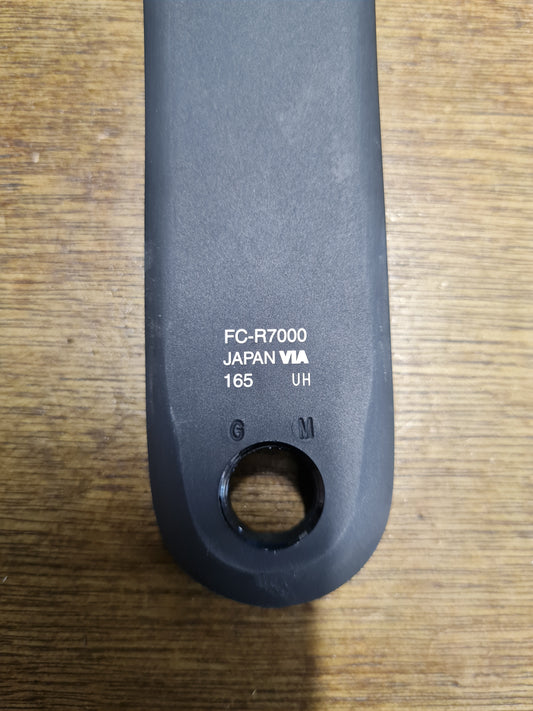 FC-R7000
JAPAN VIA
165 UH
G M